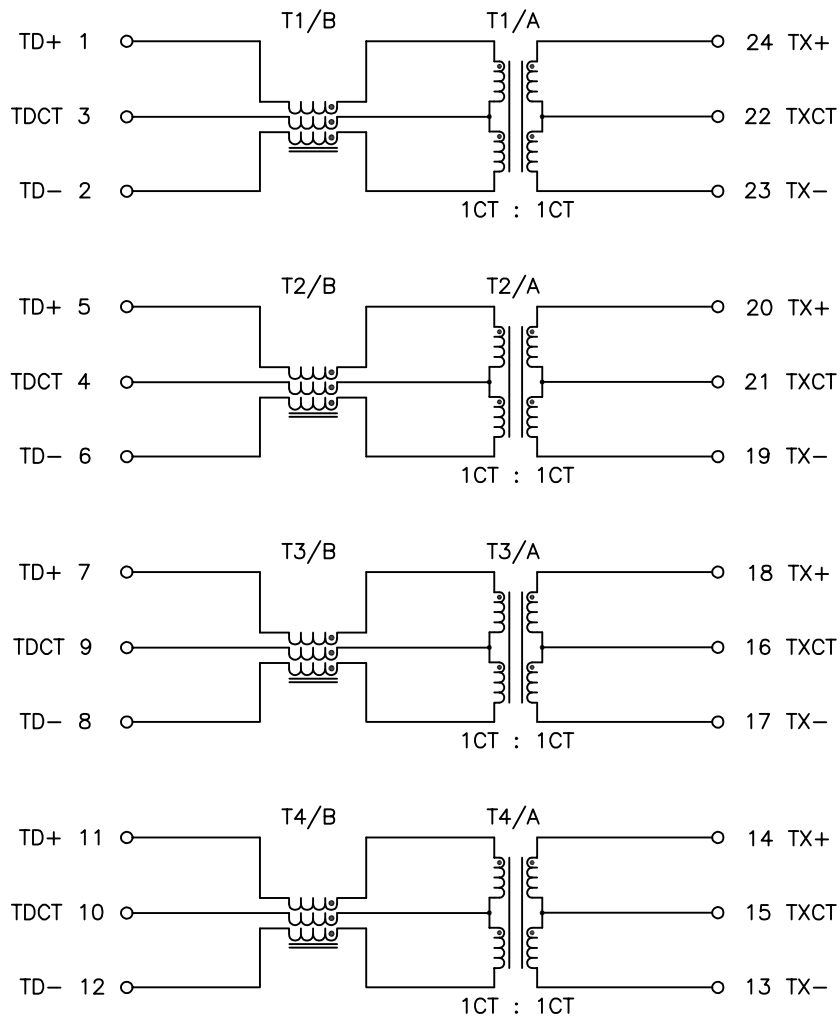 T1/B T1/A
TD+ 1 24 TX+
TDCT 3 22 TXCT
TD- 2 23 TX-
1CT : 1CT
T2/B T2/A
TD+ 5 20 TX+
TDCT 4 21 TXCT
TD- 6 19 TX-
1CT : 1CT
T3/B T3/A
TD+ 7 18 TX+
TDCT 9 16 TXCT
TD- 8 17 TX-
1CT : 1CT
T4/B T4/A
TD+ 11 14 TX+
TDCT 10 15 TXCT
TD- 12 13 TX-
1CT : 1CT